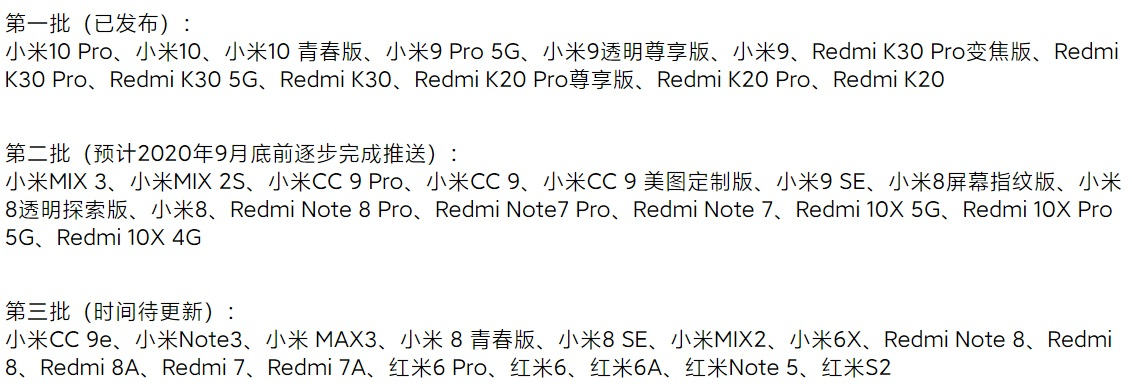 第一批（已发布）：
小米10 Pro、小米10、小米10 青春版、小米9 Pro 5G、小米9透明尊享版、小米9、Redmi K30 Pro变焦版、Redmi
K30 Pro、Redmi K30 5G、Redmi K30、Redmi K20 Pro尊享版、Redmi K20 Pro、Redmi K20
第二批（预计2020年9月底前逐步完成推送）：
小米MIX 3、小米MIX 2S、小米CC 9 Pro、小米CC 9、小米CC 9 美图定制版、小米9 SE、小米8屏幕指纹版、小米
8透明探索版、小米8、Redmi Note 8 Pro、Redmi Note7 Pro、Redmi Note 7、Redmi 10X 5G、Redmi 10X Pro
5G、Redmi 10X 4G
第三批（时间待更新）：
小米CC 9e、小米Note3、小米 MAX3、小米 8 青春版、小米8 SE、小米MIX2、小米6X、Redmi Note 8、Redmi
8、Redmi 8A、Redmi 7、Redmi 7A、红米6 Pro、红米6、红米6A、红米Note 5、红米S2